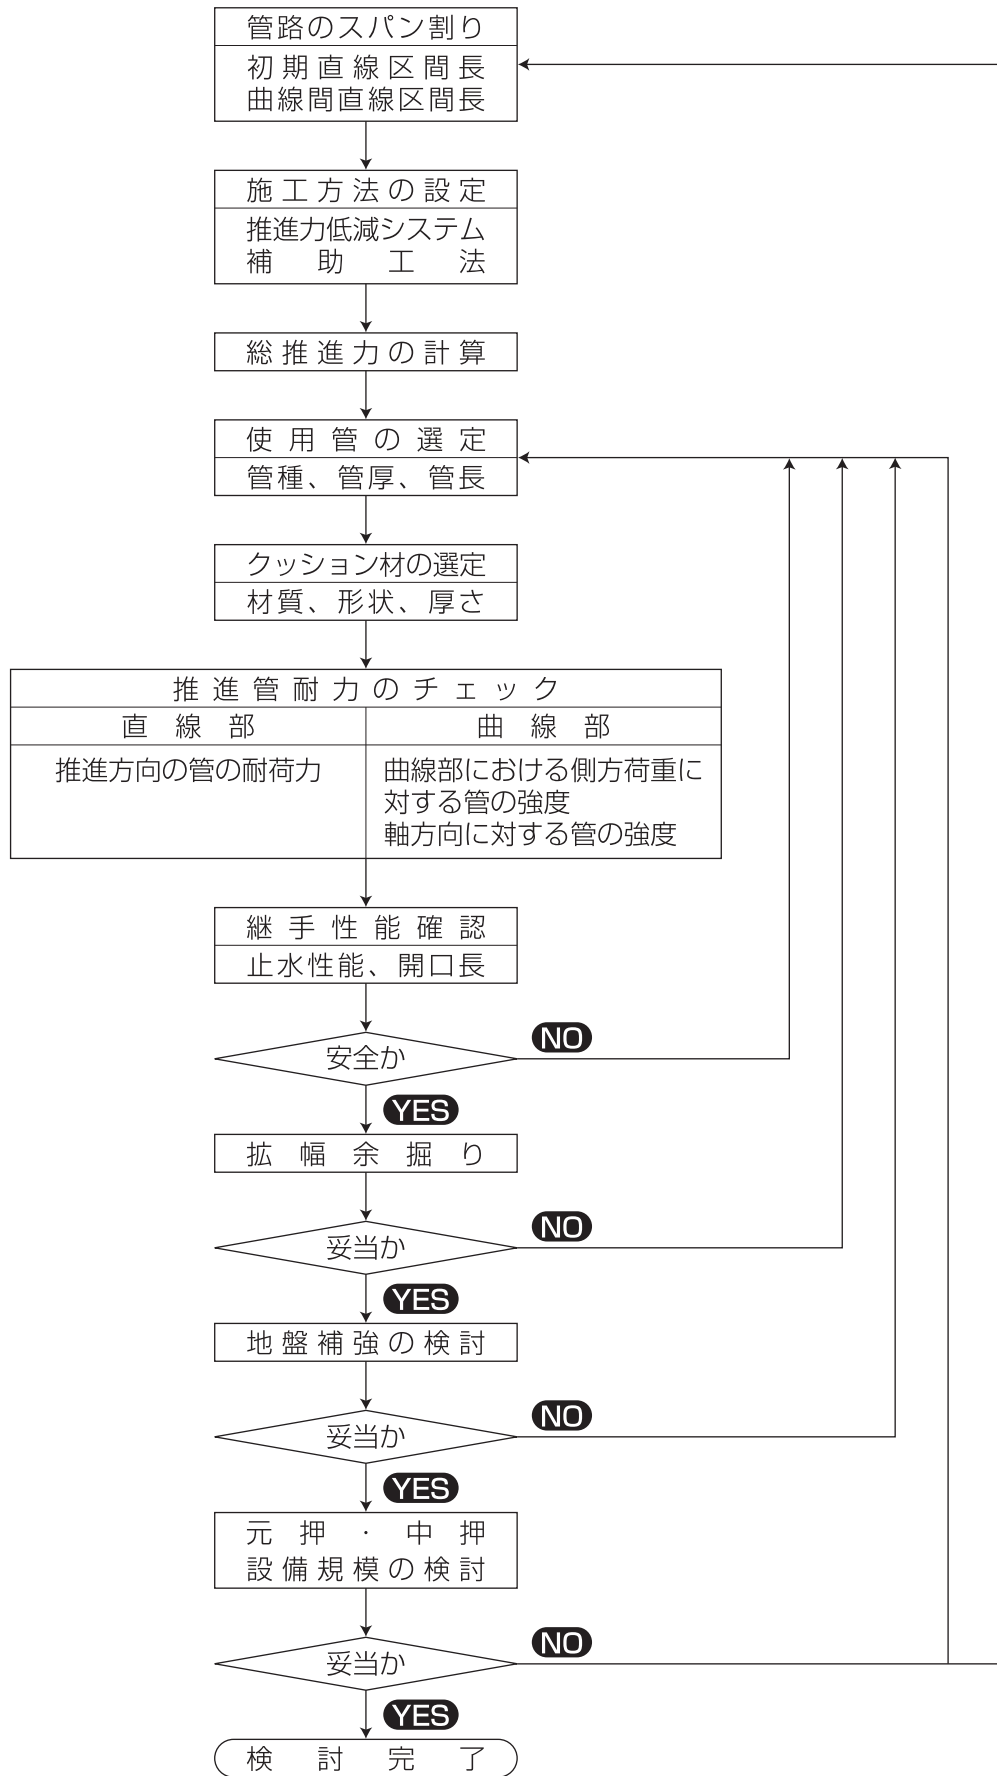 管路のスパン割り
初期直線区間長
曲線間直線区間長
施工方法の設定
推進力低減システム
補助工法
総推進力の計算
使用管の選定
管種、管厚、管長
クッション材の選定
材質、形状、厚さ
推進管耐力のチェック
直線部
曲線部
推進方向の管の耐荷力
曲線部における側方荷重に
対する管の強度
軸方向に対する管の強度
継手性能確認
止水性能、開口長
安全か
NO
YES
拡幅余掘り
妥当か
NO
YES
地盤補強の検討
妥当か
NO
YES
元押・中押
設備規模の検討
妥当か
NO
YES
検討完了